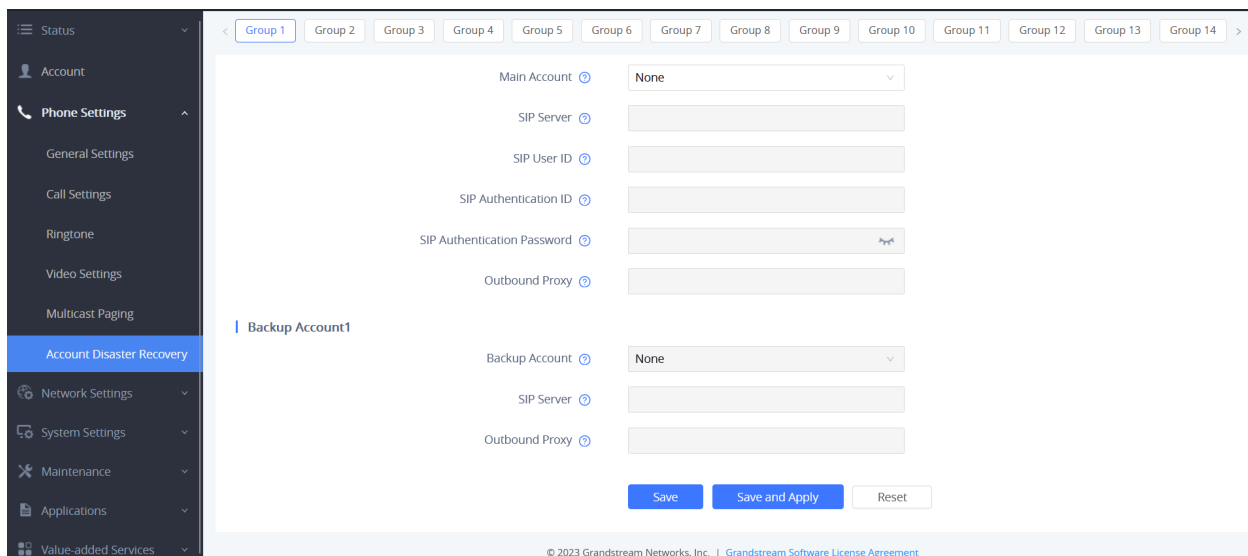 Status
Account
Phone Settings
General Settings
Call Settings
Ringtone
Video Settings
Multicast Paging
Account Disaster Recovery
Network Settings
System Settings
Maintenance
Applications
Value-added Services
Group 1 Group 2 Group 3 Group 4 Group 5 Group 6 Group 7 Group 8 Group 9 Group 10 Group 11 Group 12 Group 13 Group 14
Main Account None
SIP Server
SIP User ID
SIP Authentication ID
SIP Authentication Password
Outbound Proxy
Backup Account1
Backup Account None
SIP Server
Outbound Proxy
Save Save and Apply Reset
© 2023 Grandstream Networks, Inc. | Grandstream Software License Agreement